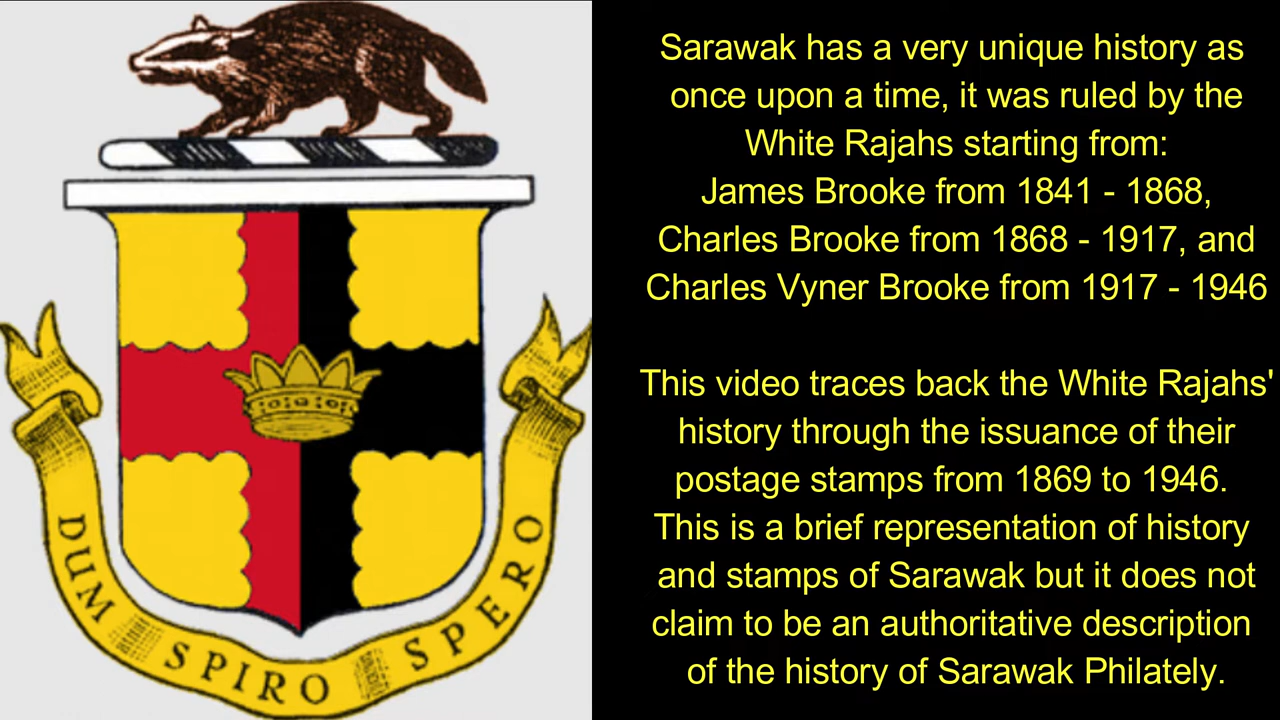 DUM SPIRO SPERO
Sarawak has a very unique history as
once upon a time, it was ruled by the
White Rajahs starting from:
James Brooke from 1841 - 1868,
Charles Brooke from 1868 - 1917, and
Charles Vyner Brooke from 1917 - 1946
This video traces back the White Rajahs'
history through the issuance of their
postage stamps from 1869 to 1946.
This is a brief representation of history
and stamps of Sarawak but it does not
claim to be an authoritative description
of the history of Sarawak Philately.